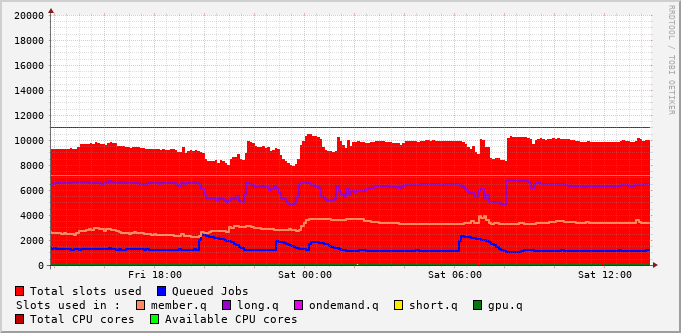 20000
18000
16000
14000
12000
10000
8000
6000
4000
2000
0
Fri 18:00 Sat 00:00 Sat 06:00 Sat 12:00
Total slots used Queued Jobs
Slots used in : member.q long.q ondemand.q short.q gpu.q
Total CPU cores Available CPU cores
RRDTOOL / TOBI OETIKER